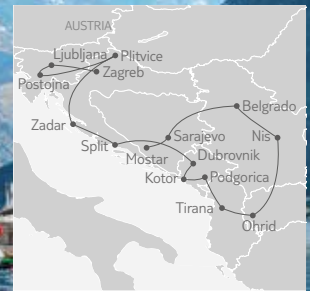 AUSTRIA
Ljubljana
Plitvice
Zagreb
Postojna
Belgrado
Zadar
Sarajevo
Nis
Split
Mostar
Dubrovnik
Kotor
Podgorica
Tirana
Ohrid